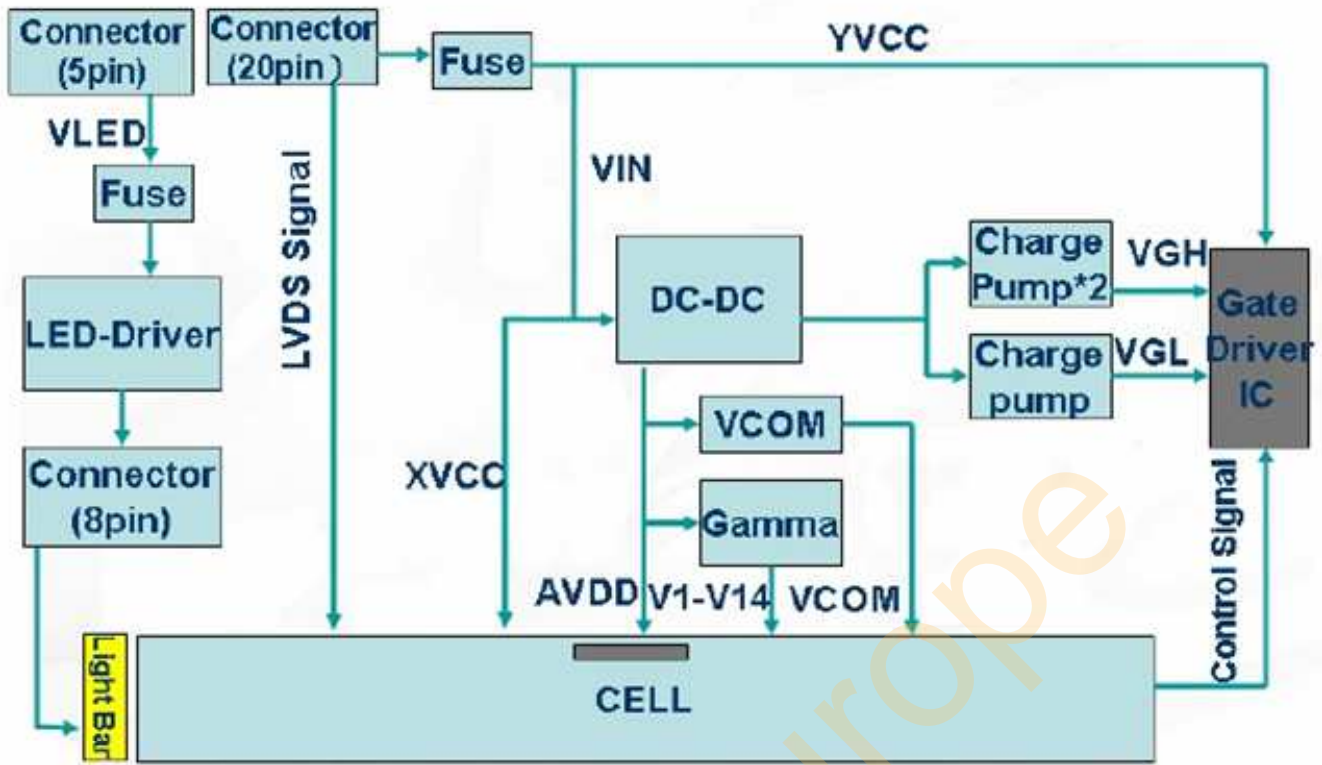 Connector
(5pin)
Connector
(20pin)
Fuse
YVCC
VLED
Fuse
LVDS Signal
VIN
LED-Driver
DC-DC
Charge
Pump*2
VGH
Gate
Driver
IC
Charge
pump
VGL
Connector
(8pin)
XVCC
VCOM
Gamma
AVDD
V1-V14
VCOM
Control Signal
Light Bar
CELL